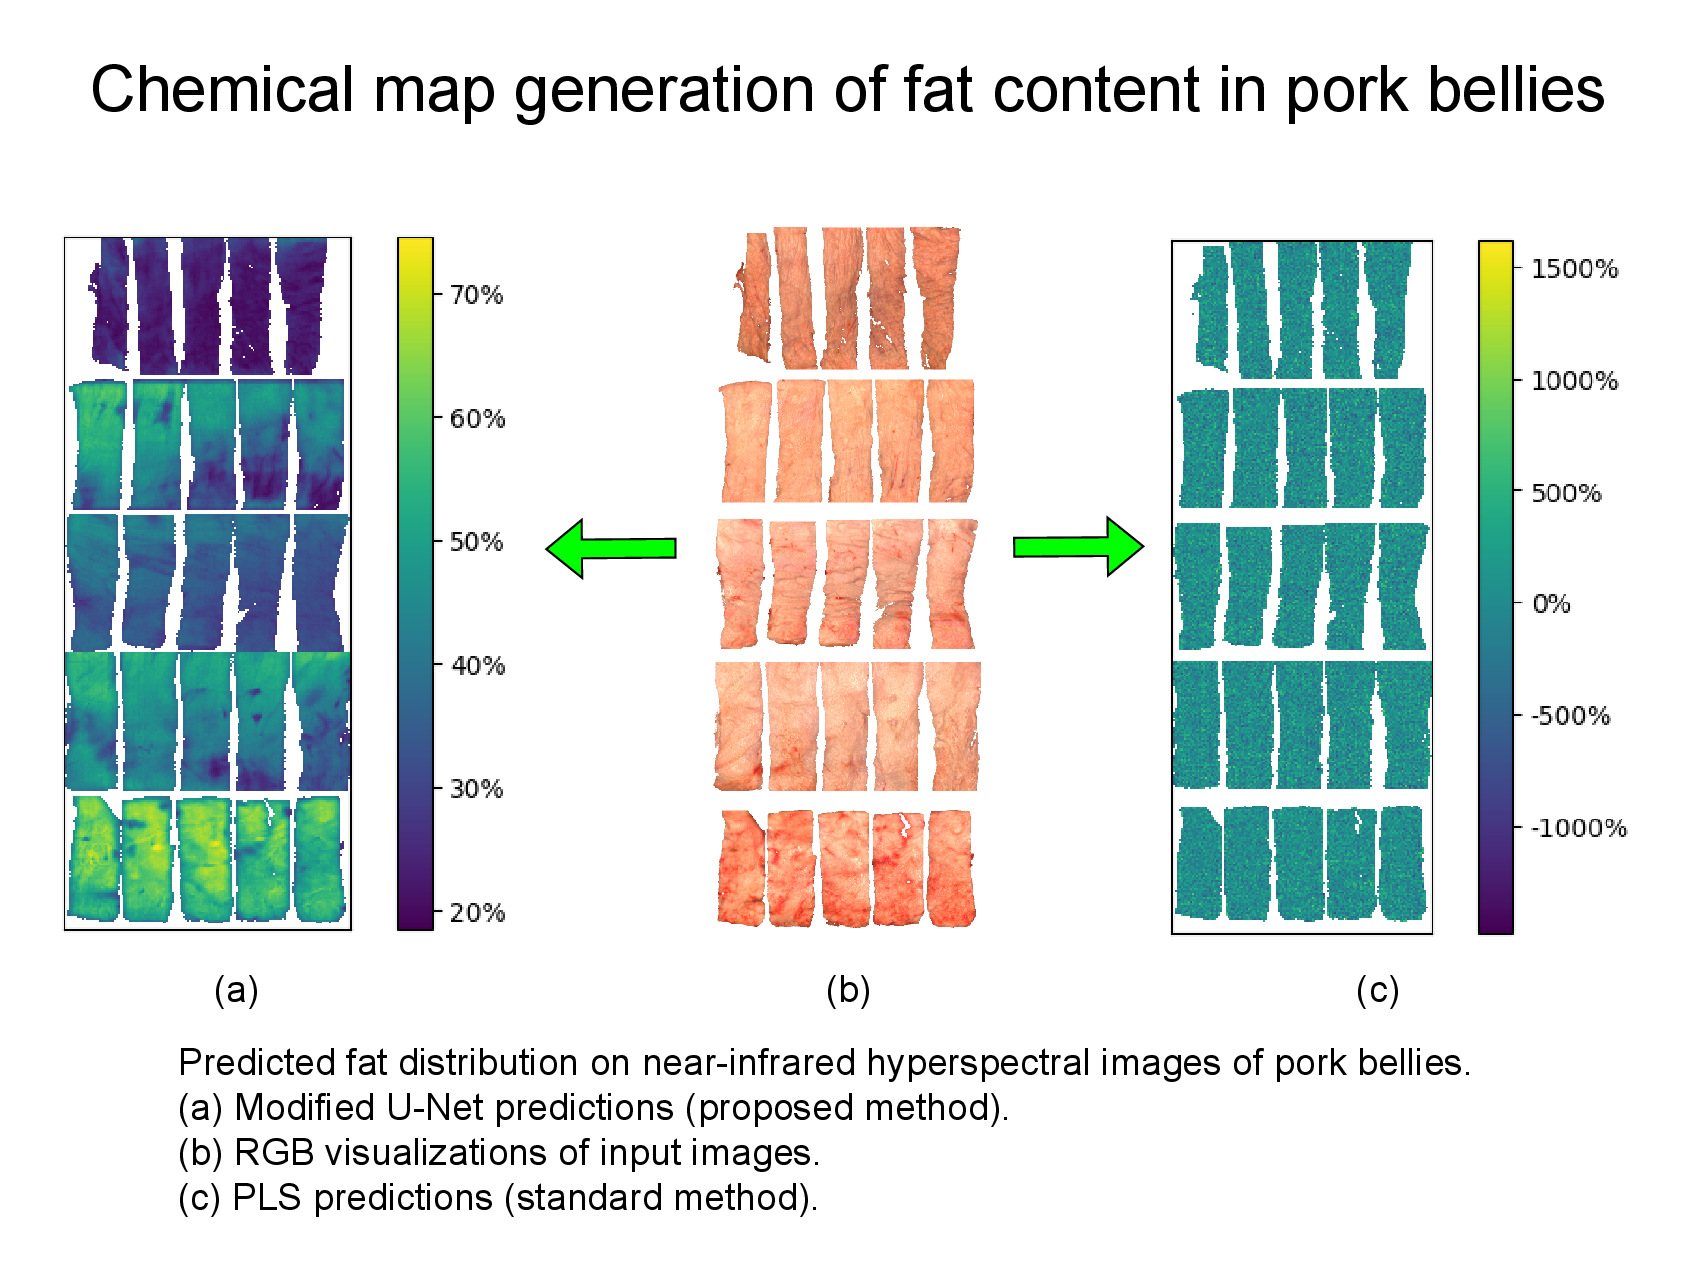 Chemical map generation of fat content in pork bellies
70%
60%
50%
40%
30%
20%
1500%
1000%
500%
0%
-500%
-1000%
(a)
(b)
(c)
Predicted fat distribution on near-infrared hyperspectral images of pork bellies.
(a) Modified U-Net predictions (proposed method).
(b) RGB visualizations of input images.
(c) PLS predictions (standard method).